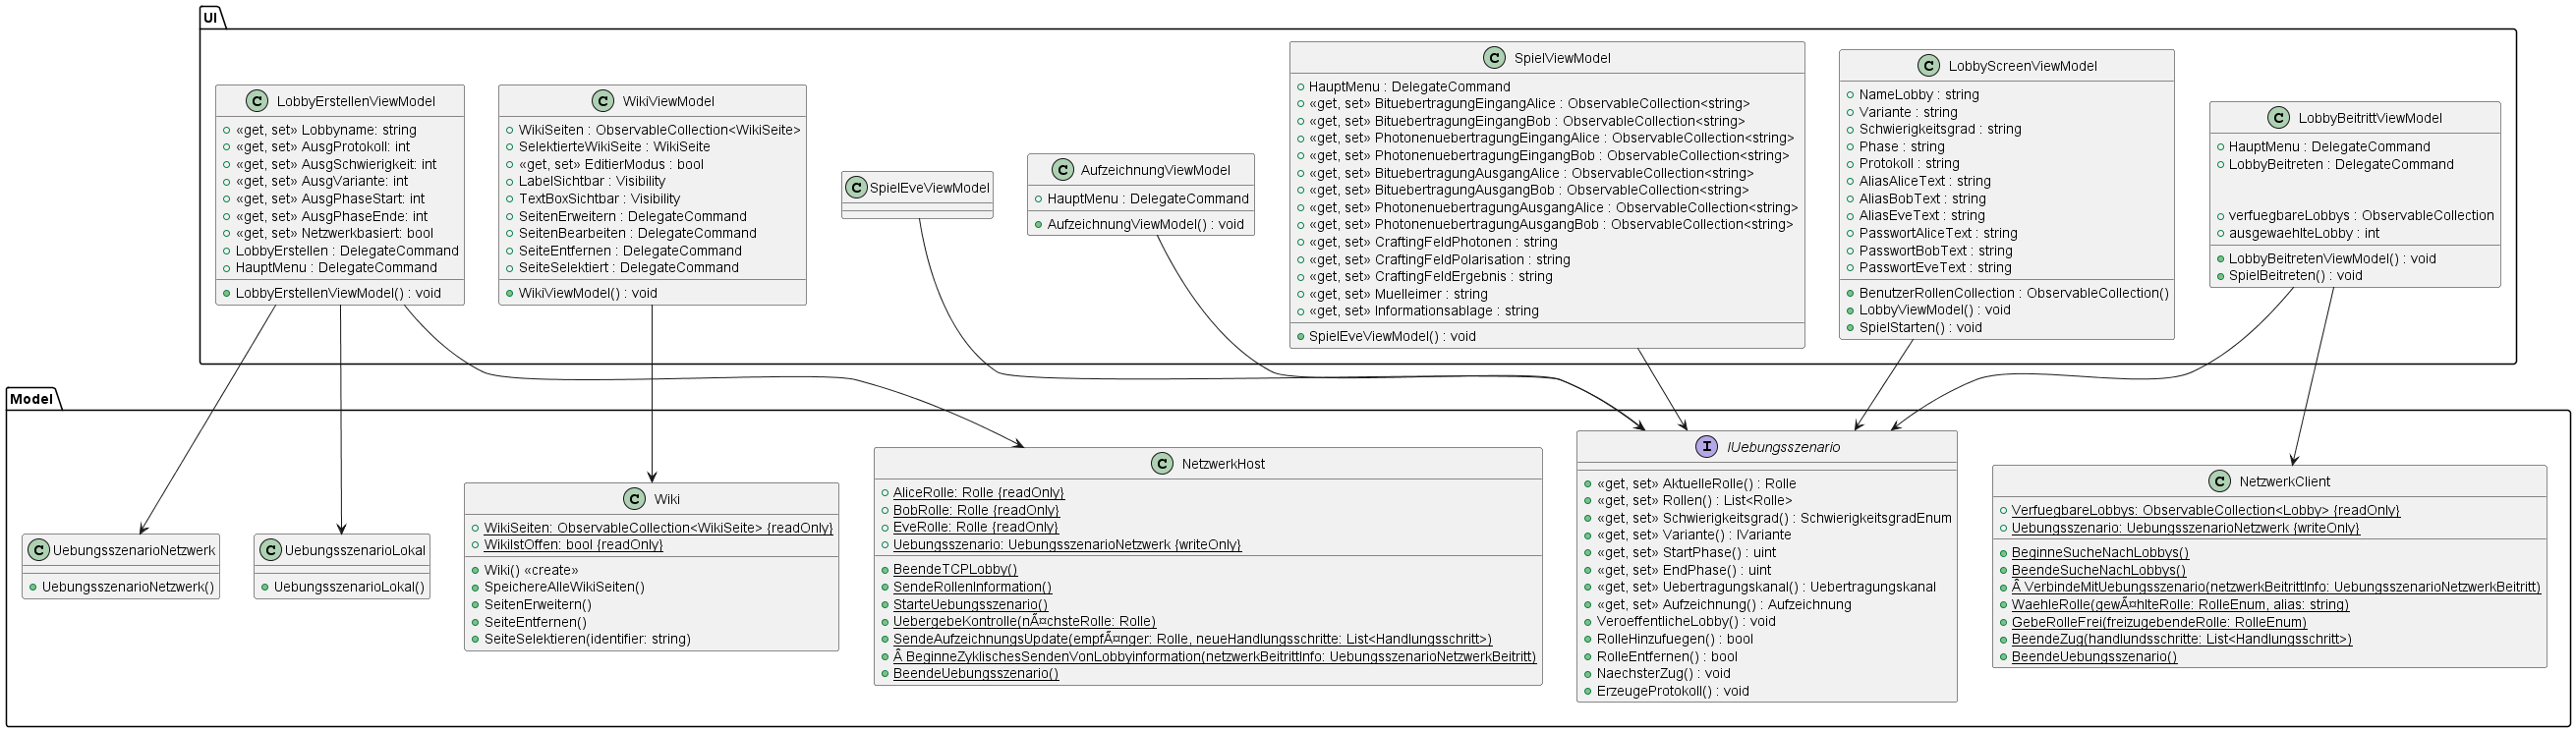 UI
LobbyErstellenViewModel
«get, set» Lobbyname: string
«get, set» AusgProtokoll: int
«get, set» AusgSchwierigkeit: int
«get, set» AusgVariante: int
«get, set» AusgPhaseStart: int
«get, set» AusgPhaseEnde: int
«get, set» Netzwerkbasiert: bool
LobbyErstellen : DelegateCommand
HauptMenu : DelegateCommand
LobbyErstellenViewModel() : void
WikiViewModel
WikiSeiten : ObservableCollection<WikiSeite>
SelektierteWikiSeite : WikiSeite
«get, set» EditierModus : bool
LabelSichtbar : Visibility
TextBoxSichtbar : Visibility
SeitenErweitern : DelegateCommand
SeitenBearbeiten : DelegateCommand
SeiteEntfernen : DelegateCommand
SeiteSelektiert : DelegateCommand
WikiViewModel() : void
SpielEveViewModel
AufzeichnungViewModel
HauptMenu : DelegateCommand
AufzeichnungViewModel() : void
SpielViewModel
HauptMenu : DelegateCommand
«get, set» BituebertragungEingangAlice : ObservableCollection<string>
«get, set» BituebertragungEingangBob : ObservableCollection<string>
«get, set» PhotonenuebertragungEingangAlice : ObservableCollection<string>
«get, set» PhotonenuebertragungEingangBob : ObservableCollection<string>
«get, set» BituebertragungAusgangAlice : ObservableCollection<string>
«get, set» BituebertragungAusgangBob : ObservableCollection<string>
«get, set» PhotonenuebertragungAusgangAlice : ObservableCollection<string>
«get, set» PhotonenuebertragungAusgangBob : ObservableCollection<string>
«get, set» CraftingFeldPhotonen : string
«get, set» CraftingFeldPolarisation : string
«get, set» CraftingFeldErgebnis : string
«get, set» Muelleimer : string
«get, set» Informationsablage : string
SpielEveViewModel() : void
LobbyScreenViewModel
NameLobby : string
Variante : string
Schwierigkeitsgrad : string
Phase : string
Protokoll : string
AliasAliceText : string
AliasBobText : string
AliasEveText : string
PasswortAliceText : string
PasswortBobText : string
PasswortEveText : string
BenutzerRollenCollection : ObservableCollection()
LobbyViewModel() : void
SpielStarten() : void
LobbyBeitrittViewModel
HauptMenu : DelegateCommand
LobbyBeitreten : DelegateCommand
verfuegbareLobbys : ObservableCollection
ausgewaehlteLobby : int
LobbyBeitretenViewModel() : void
SpielBeitreten() : void
Model
UebungsszenarioNetzwerk
UebungsszenarioNetzwerk()
UebungsszenarioLokal
UebungsszenarioLokal()
Wiki
WikiSeiten: ObservableCollection<WikiSeite> {readOnly}
WikiIstOffen: bool {readOnly}
Wiki() «create»
SpeichereAlleWikiSeiten()
SeitenErweitern()
SeiteEntfernen()
SeiteSelektieren(identifier: string)
NetzwerkHost
AliceRolle: Rolle {readOnly}
BobRolle: Rolle {readOnly}
EveRolle: Rolle {readOnly}
Uebungsszenario: UebungsszenarioNetzwerk {writeOnly}
BeendeTCPLobby()
SendeRollenInformation()
StarteUebungsszenario()
UebergebeKontrolle(nÃ¤chsteRolle: Rolle)
SendeAufzeichnungsUpdate(empfÃ¤nger: Rolle, neueHandlungsschritte: List<Handlungsschritt>)
Â BeginneZyklischesSendenVonLobbyinformation(netzwerkBeitrittInfo: UebungsszenarioNetzwerkBeitritt)
BeendeUebungsszenario()
IUebungsszenario
«get, set» AktuelleRolle() : Rolle
«get, set» Rollen() : List<Rolle>
«get, set» Schwierigkeitsgrad() : SchwierigkeitsgradEnum
«get, set» Variante() : IVariante
«get, set» StartPhase() : uint
«get, set» EndPhase() : uint
«get, set» Uebertragungskanal() : Uebertragungskanal
«get, set» Aufzeichnung() : Aufzeichnung
VeroeffentlicheLobby() : void
RolleHinzufuegen() : bool
RolleEntfernen() : bool
NaechsterZug() : void
ErzeugeProtokoll() : void
NetzwerkClient
VerfuegbareLobbys: ObservableCollection<Lobby> {readOnly}
Uebungsszenario: UebungsszenarioNetzwerk {writeOnly}
BeginneSucheNachLobbys()
BeendeSucheNachLobbys()
Â VerbindeMitUebungsszenario(netzwerkBeitrittInfo: UebungsszenarioNetzwerkBeitritt)
WaehleRolle(gewÃ¤hlteRolle: RolleEnum, alias: string)
GebeRolleFrei(freizugebendeRolle: RolleEnum)
BeendeZug(handlundsschritte: List<Handlungsschritt>)
BeendeUebungsszenario()